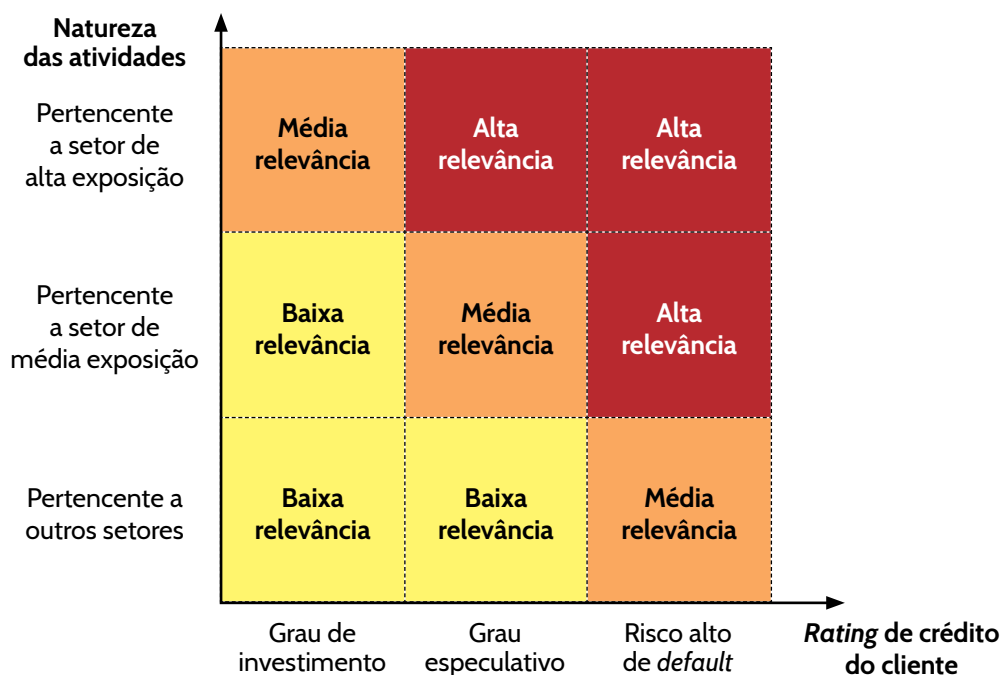 Natureza
das atividades
Pertencente
a setor de
alta exposição
Média
relevância
Alta
relevância
Alta
relevância
Pertencente
a setor de
média exposição
Baixa
relevância
Média
relevância
Alta
relevância
Pertencente a
outros setores
Baixa
relevância
Baixa
relevância
Média
relevância
Grau de
investimento
Grau
especulativo
Risco alto
de default
Rating de crédito
do cliente